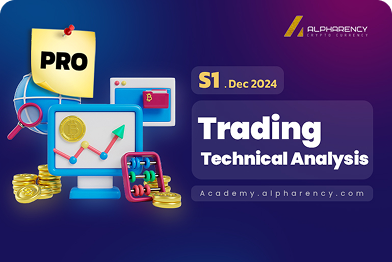 ALPHARENCY
CRYPTO CURRENCY
PRO
S1 . Dec 2024
Trading
Technical Analysis
Academy.alpharency.com